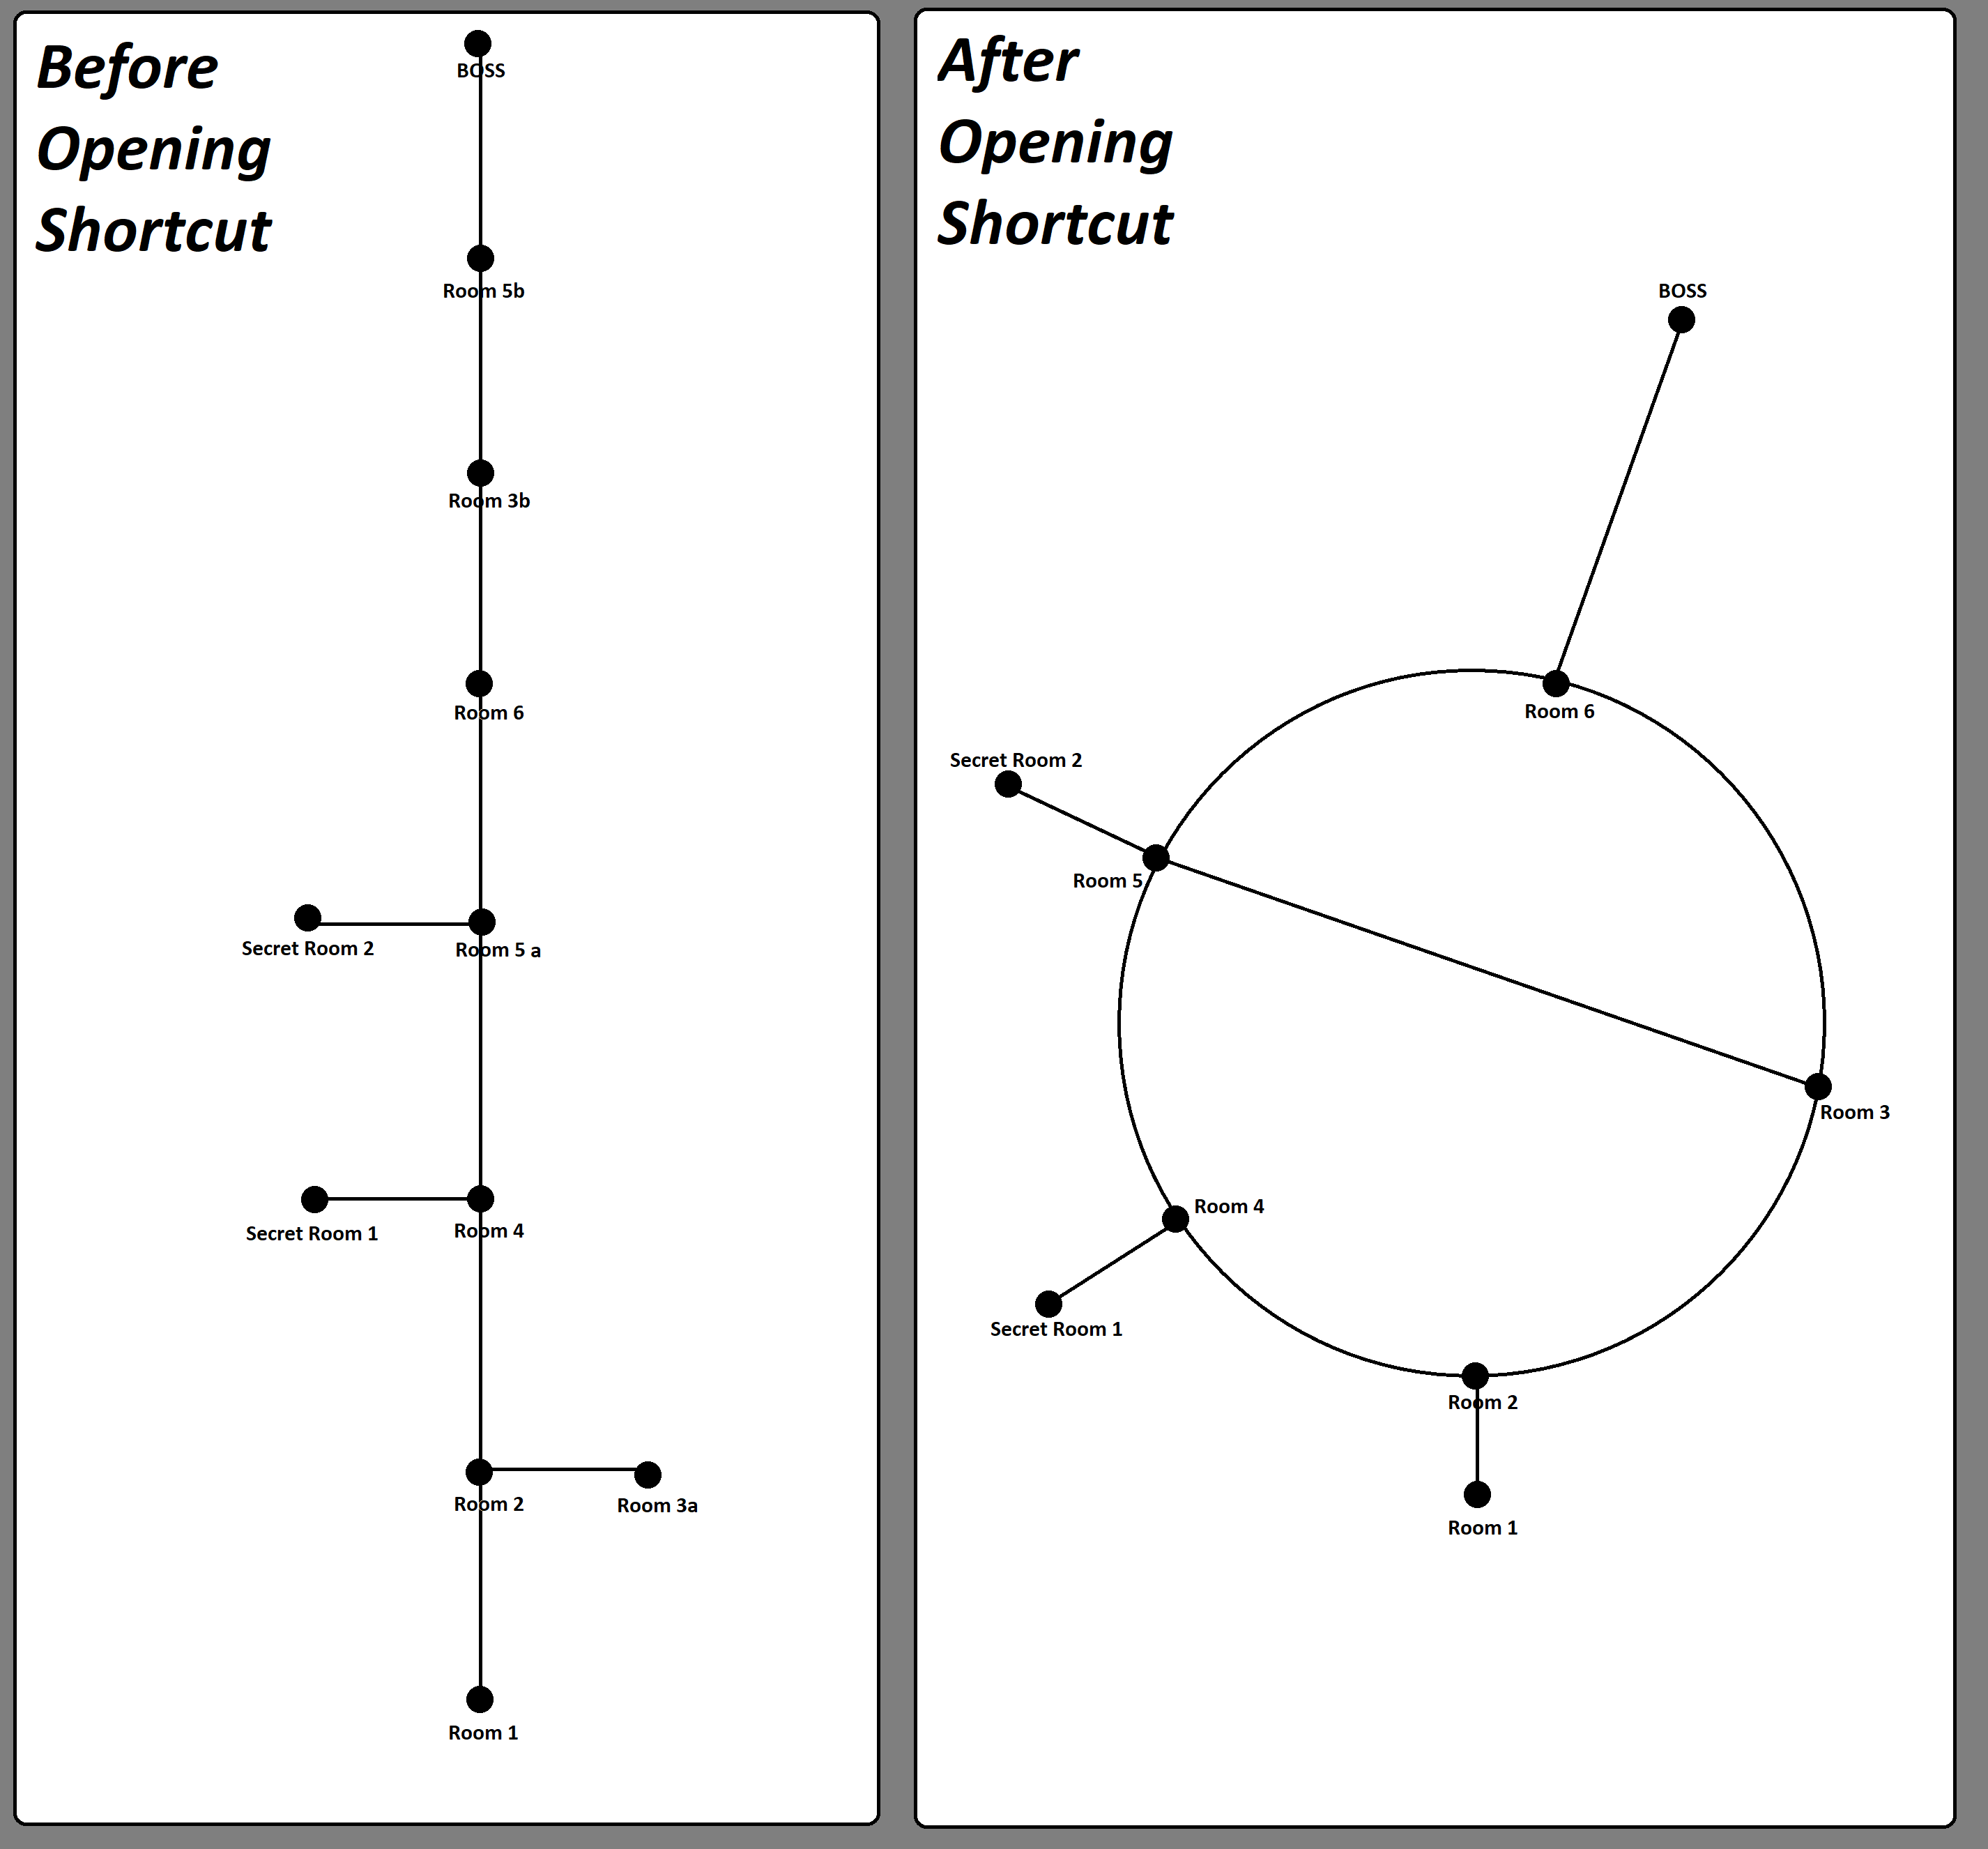 Before
Opening
Shortcut
BOSS
Room 5b
Room 3b
Room 6
Secret Room 2
Room 5 a
Secret Room 1
Room 4
Room 2
Room 3a
Room 1
After
Opening
Shortcut
BOSS
Room 6
Secret Room 2
Room 5
Room 3
Room 4
Secret Room 1
Room 2
Room 1